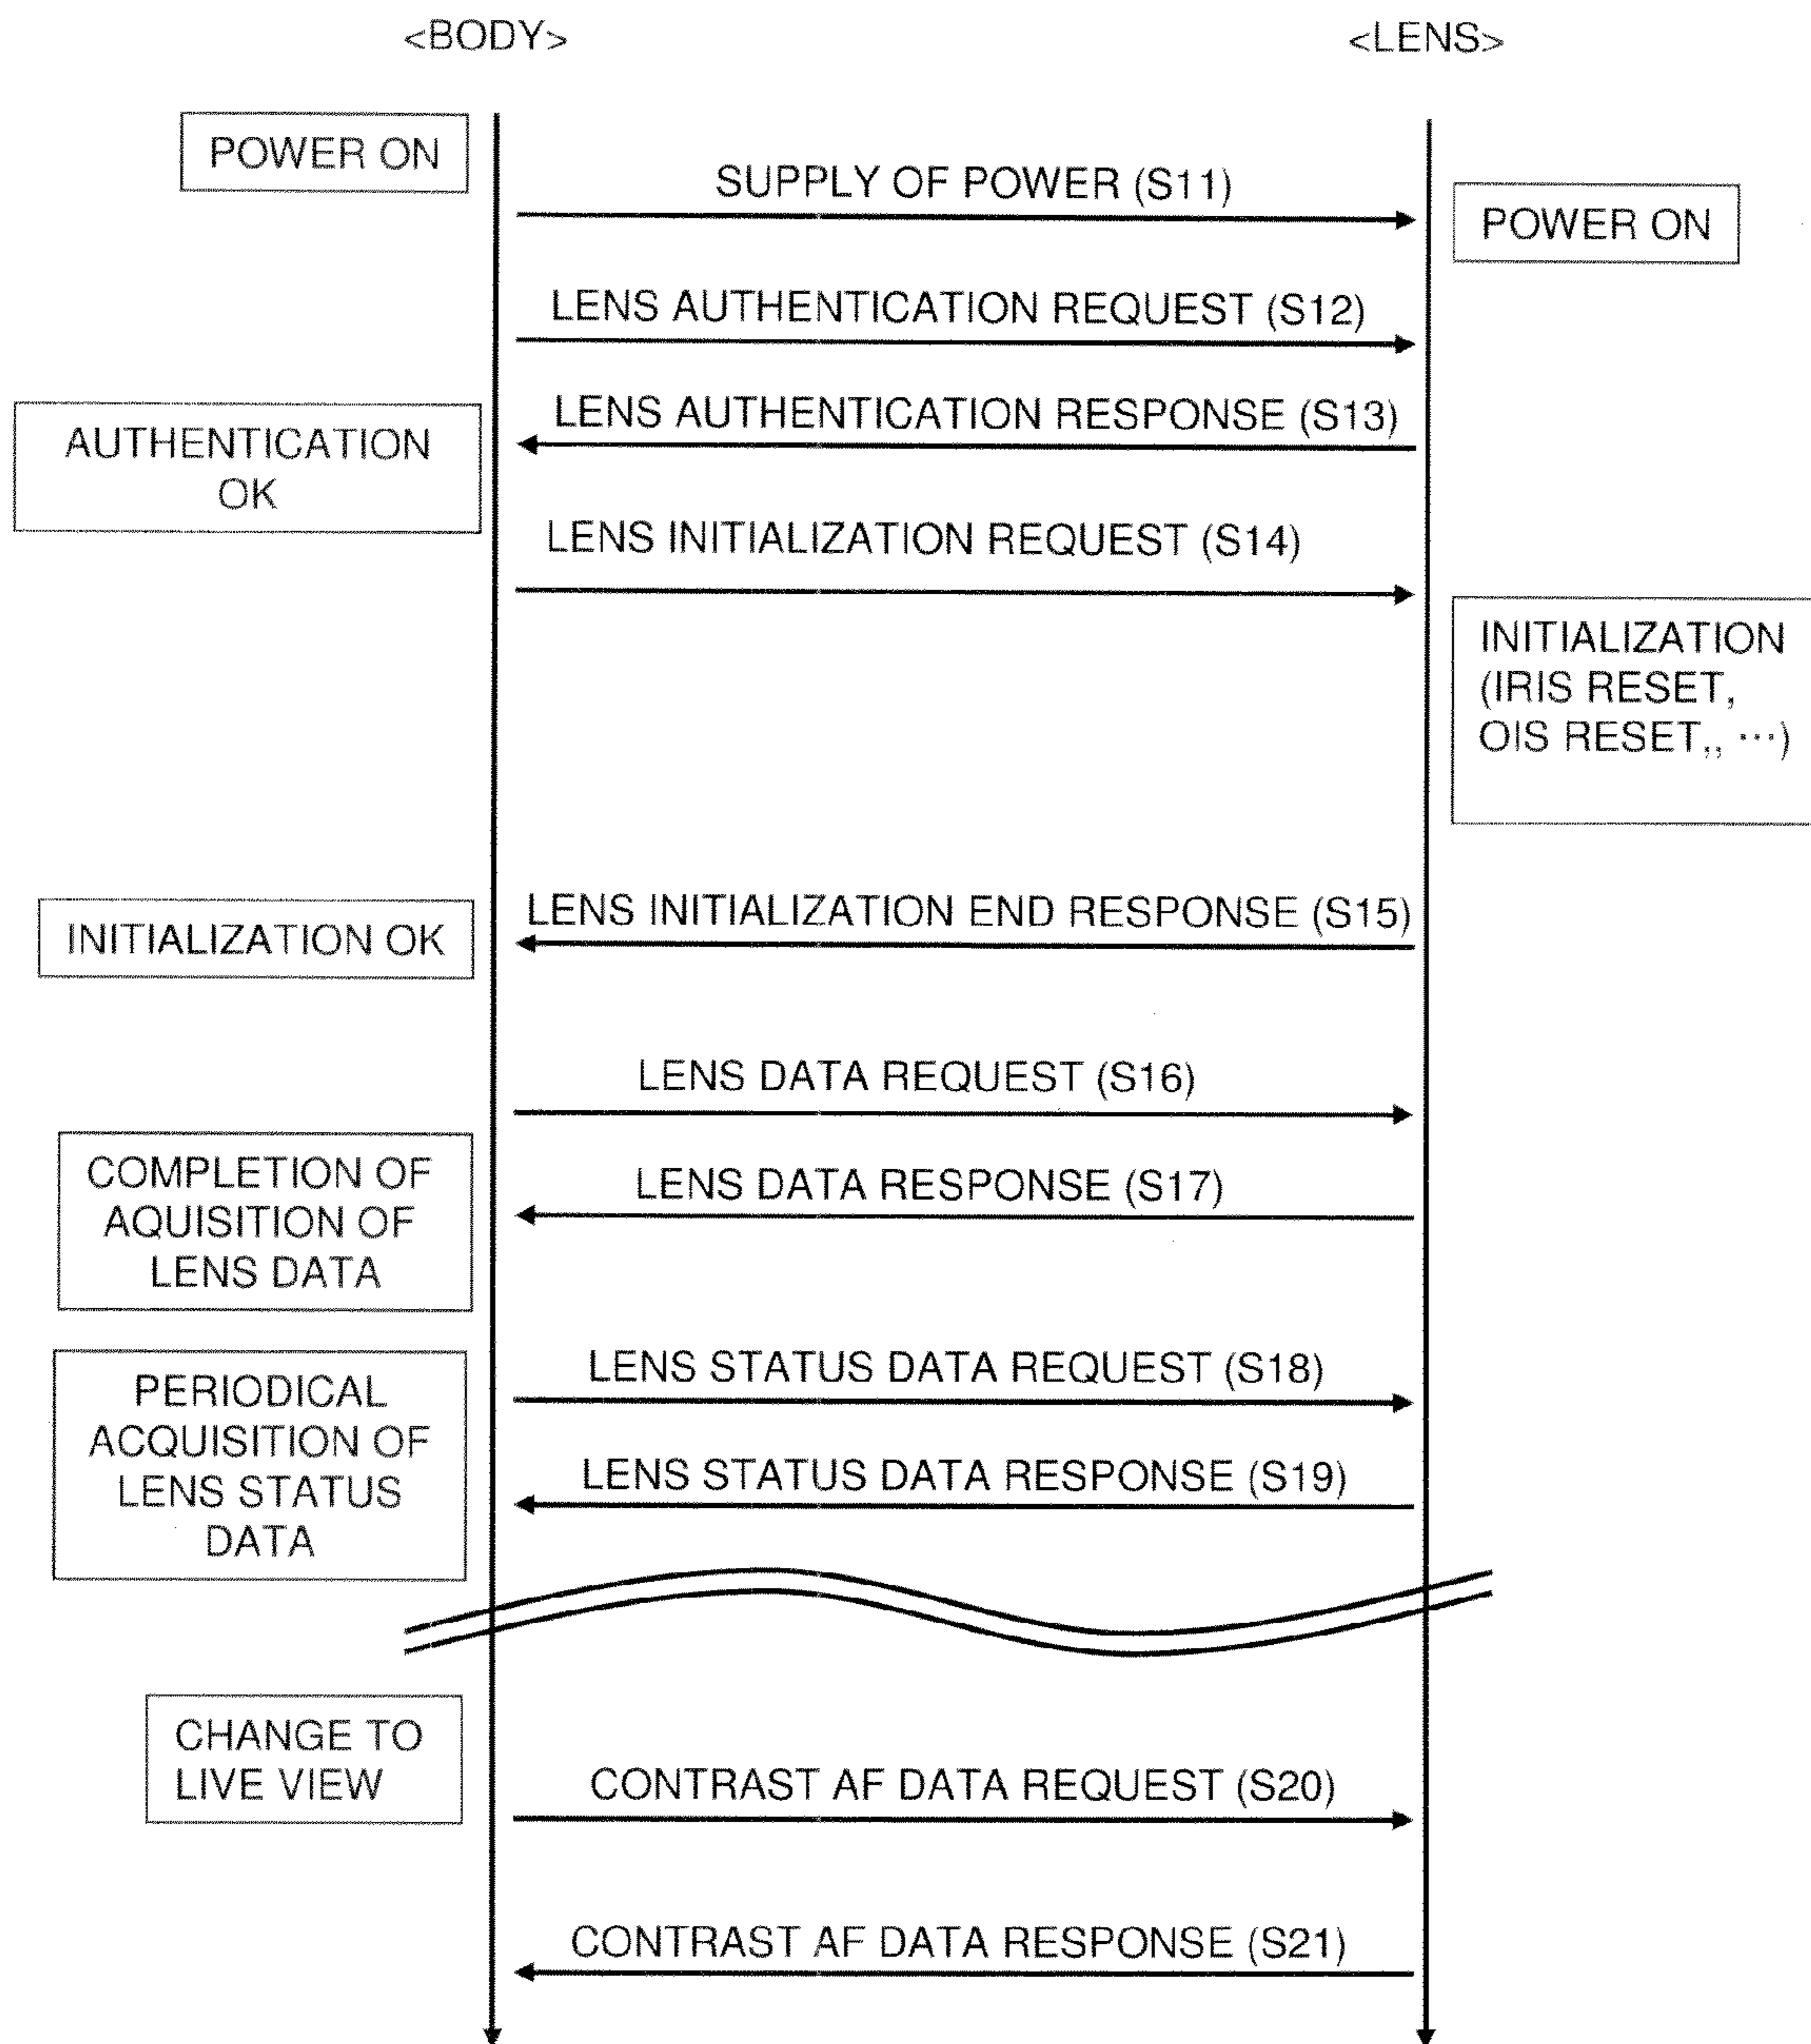 <BODY>
<LENS>
POWER ON
SUPPLY OF POWER (S11)
POWER ON
LENS AUTHENTICATION REQUEST (S12)
LENS AUTHENTICATION RESPONSE (S13)
AUTHENTICATION
OK
LENS INITIALIZATION REQUEST (S14)
INITIALIZATION
(IRIS RESET,
OIS RESET,, ···)
LENS INITIALIZATION END RESPONSE (S15)
INITIALIZATION OK
LENS DATA REQUEST (S16)
LENS DATA RESPONSE (S17)
COMPLETION OF
AQUISITION OF
LENS DATA
LENS STATUS DATA REQUEST (S18)
PERIODICAL
ACQUISITION OF
LENS STATUS
DATA
LENS STATUS DATA RESPONSE (S19)
CHANGE TO
LIVE VIEW
CONTRAST AF DATA REQUEST (S20)
CONTRAST AF DATA RESPONSE (S21)